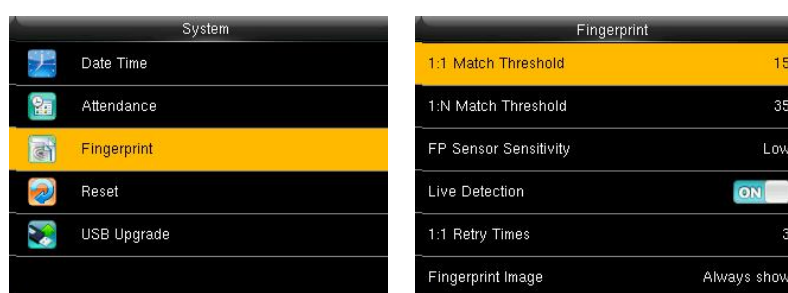 System
Date Time
Attendance
Fingerprint
Reset
USB Upgrade
Fingerprint
1:1 Match Threshold 15
1:N Match Threshold 35
FP Sensor Sensitivity Low
Live Detection ON
1:1 Retry Times 3
Fingerprint Image Always show